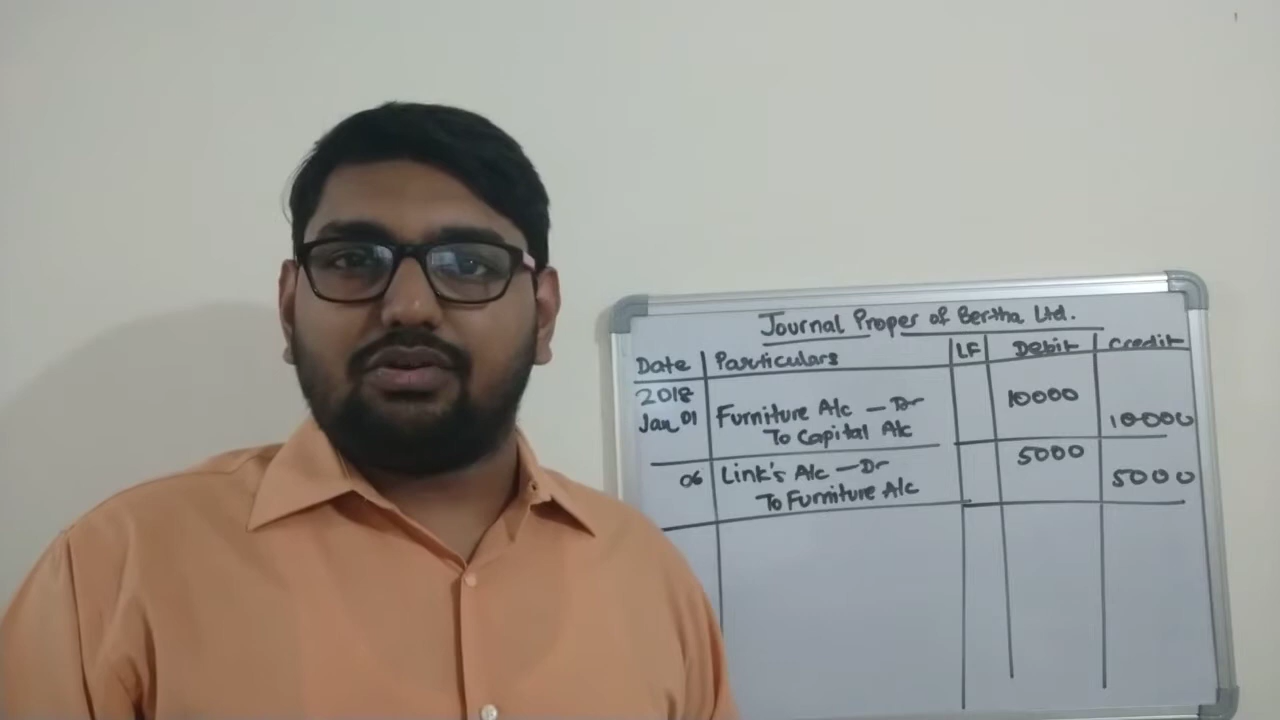 Journal Proper of Bertha Ltd.
Date Particulars LF Debit Credit
2018
Jan 01 Furniture A/c — Dr 10000
To Capital A/c 10000
06 Link's A/c — Dr 5000
To Furniture A/c 5000